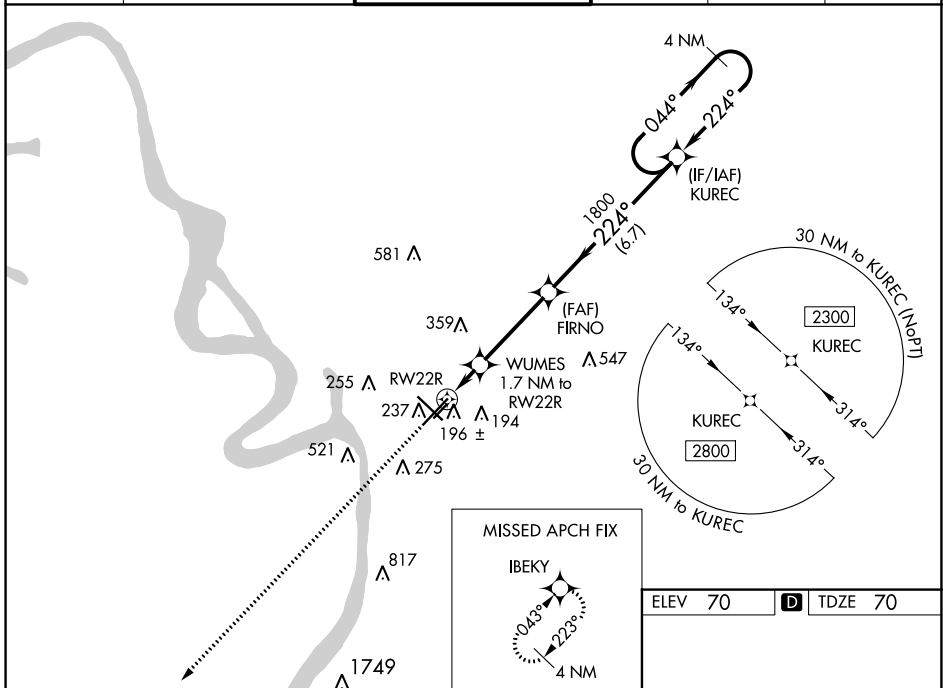 4 NM
044°
224°
(IF/IAF)
KUREC
1800
224°
(6.7)
581
30 NM to KUREC (NoPT)
134°
2300
KUREC
314°
(FAF)
FIRNO
359
WUMES
1.7 NM to
RW22R
547
134°
KUREC
2800
314°
30 NM to KUREC
255
RW22R
237
196 ±
194
521
275
817
1749
MISSED APCH FIX
IBEKY
043°
223°
4 NM
ELEV 70
D
TDZE 70